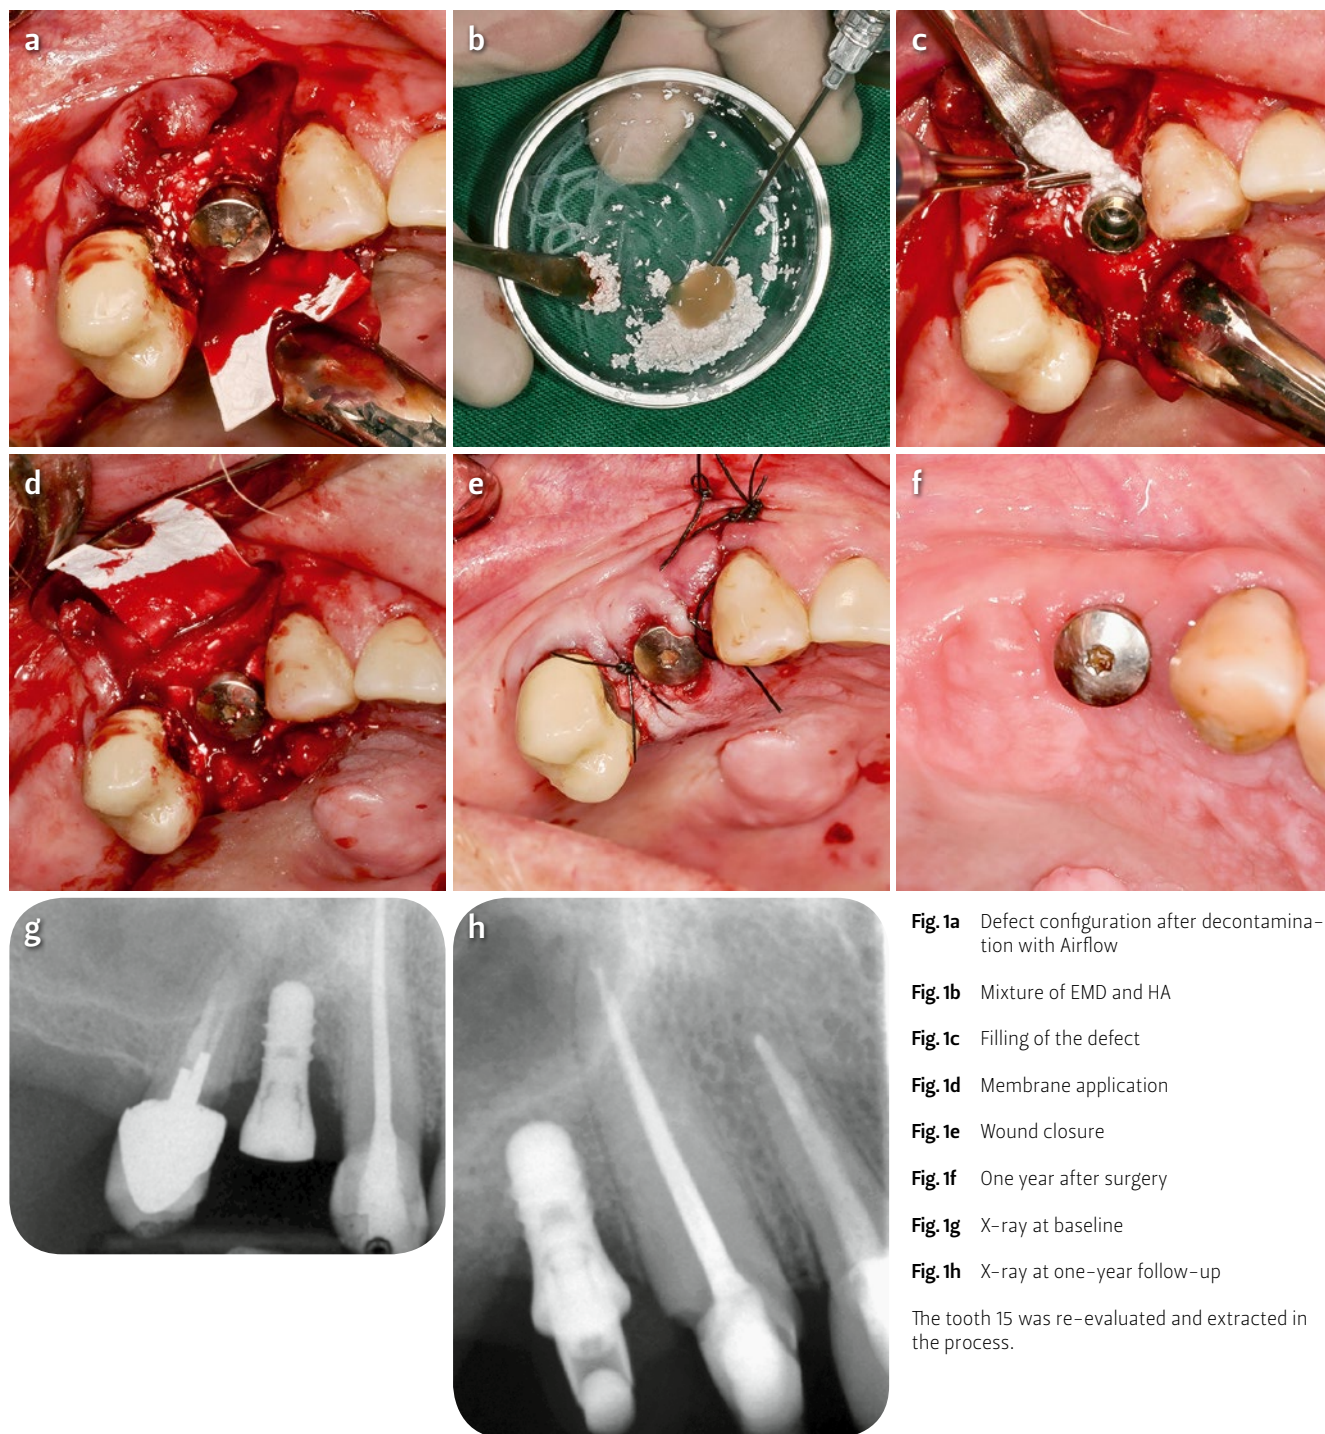 a
b
c
d
e
f
g
h
Fig. 1a Defect configuration after decontamina-
tion with Airflow
Fig. 1b Mixture of EMD and HA
Fig. 1c Filling of the defect
Fig. 1d Membrane application
Fig. 1e Wound closure
Fig. 1f One year after surgery
Fig. 1g X-ray at baseline
Fig. 1h X-ray at one-year follow-up
The tooth 15 was re-evaluated and extracted in
the process.